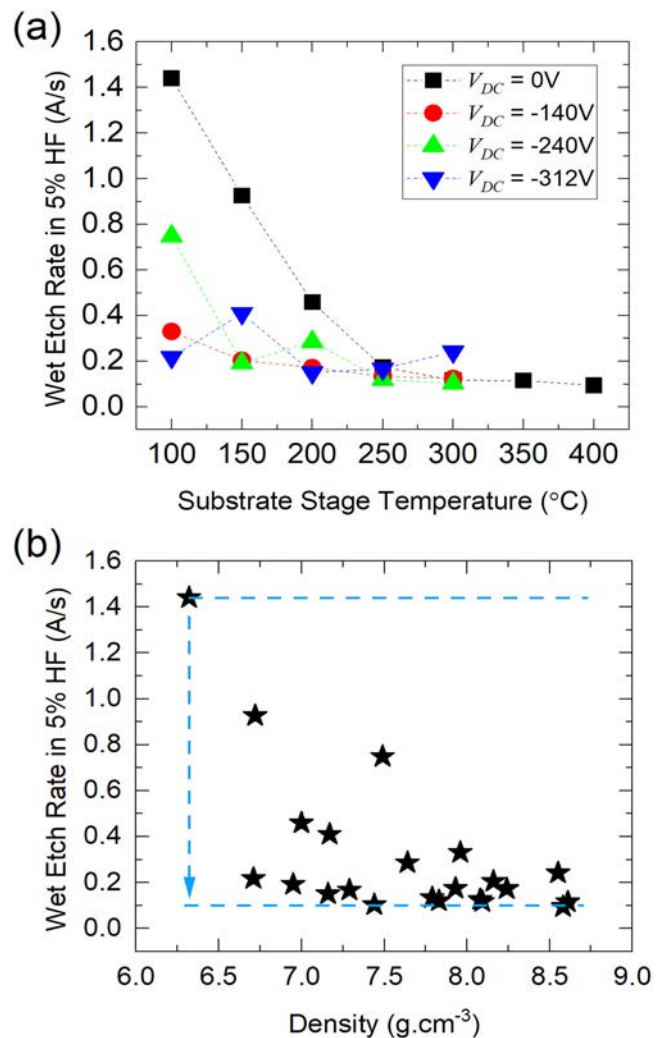 (a)
1.6
1.4
1.2
1.0
0.8
0.6
0.4
0.2
0.0
Wet Etch Rate in 5% HF (A/s)
V_DC = 0V
V_DC = -140V
V_DC = -240V
V_DC = -312V
100 150 200 250 300 350 400
Substrate Stage Temperature (°C)
(b)
1.6
1.4
1.2
1.0
0.8
0.6
0.4
0.2
0.0
Wet Etch Rate in 5% HF (A/s)
6.0 6.5 7.0 7.5 8.0 8.5 9.0
Density (g.cm⁻³)